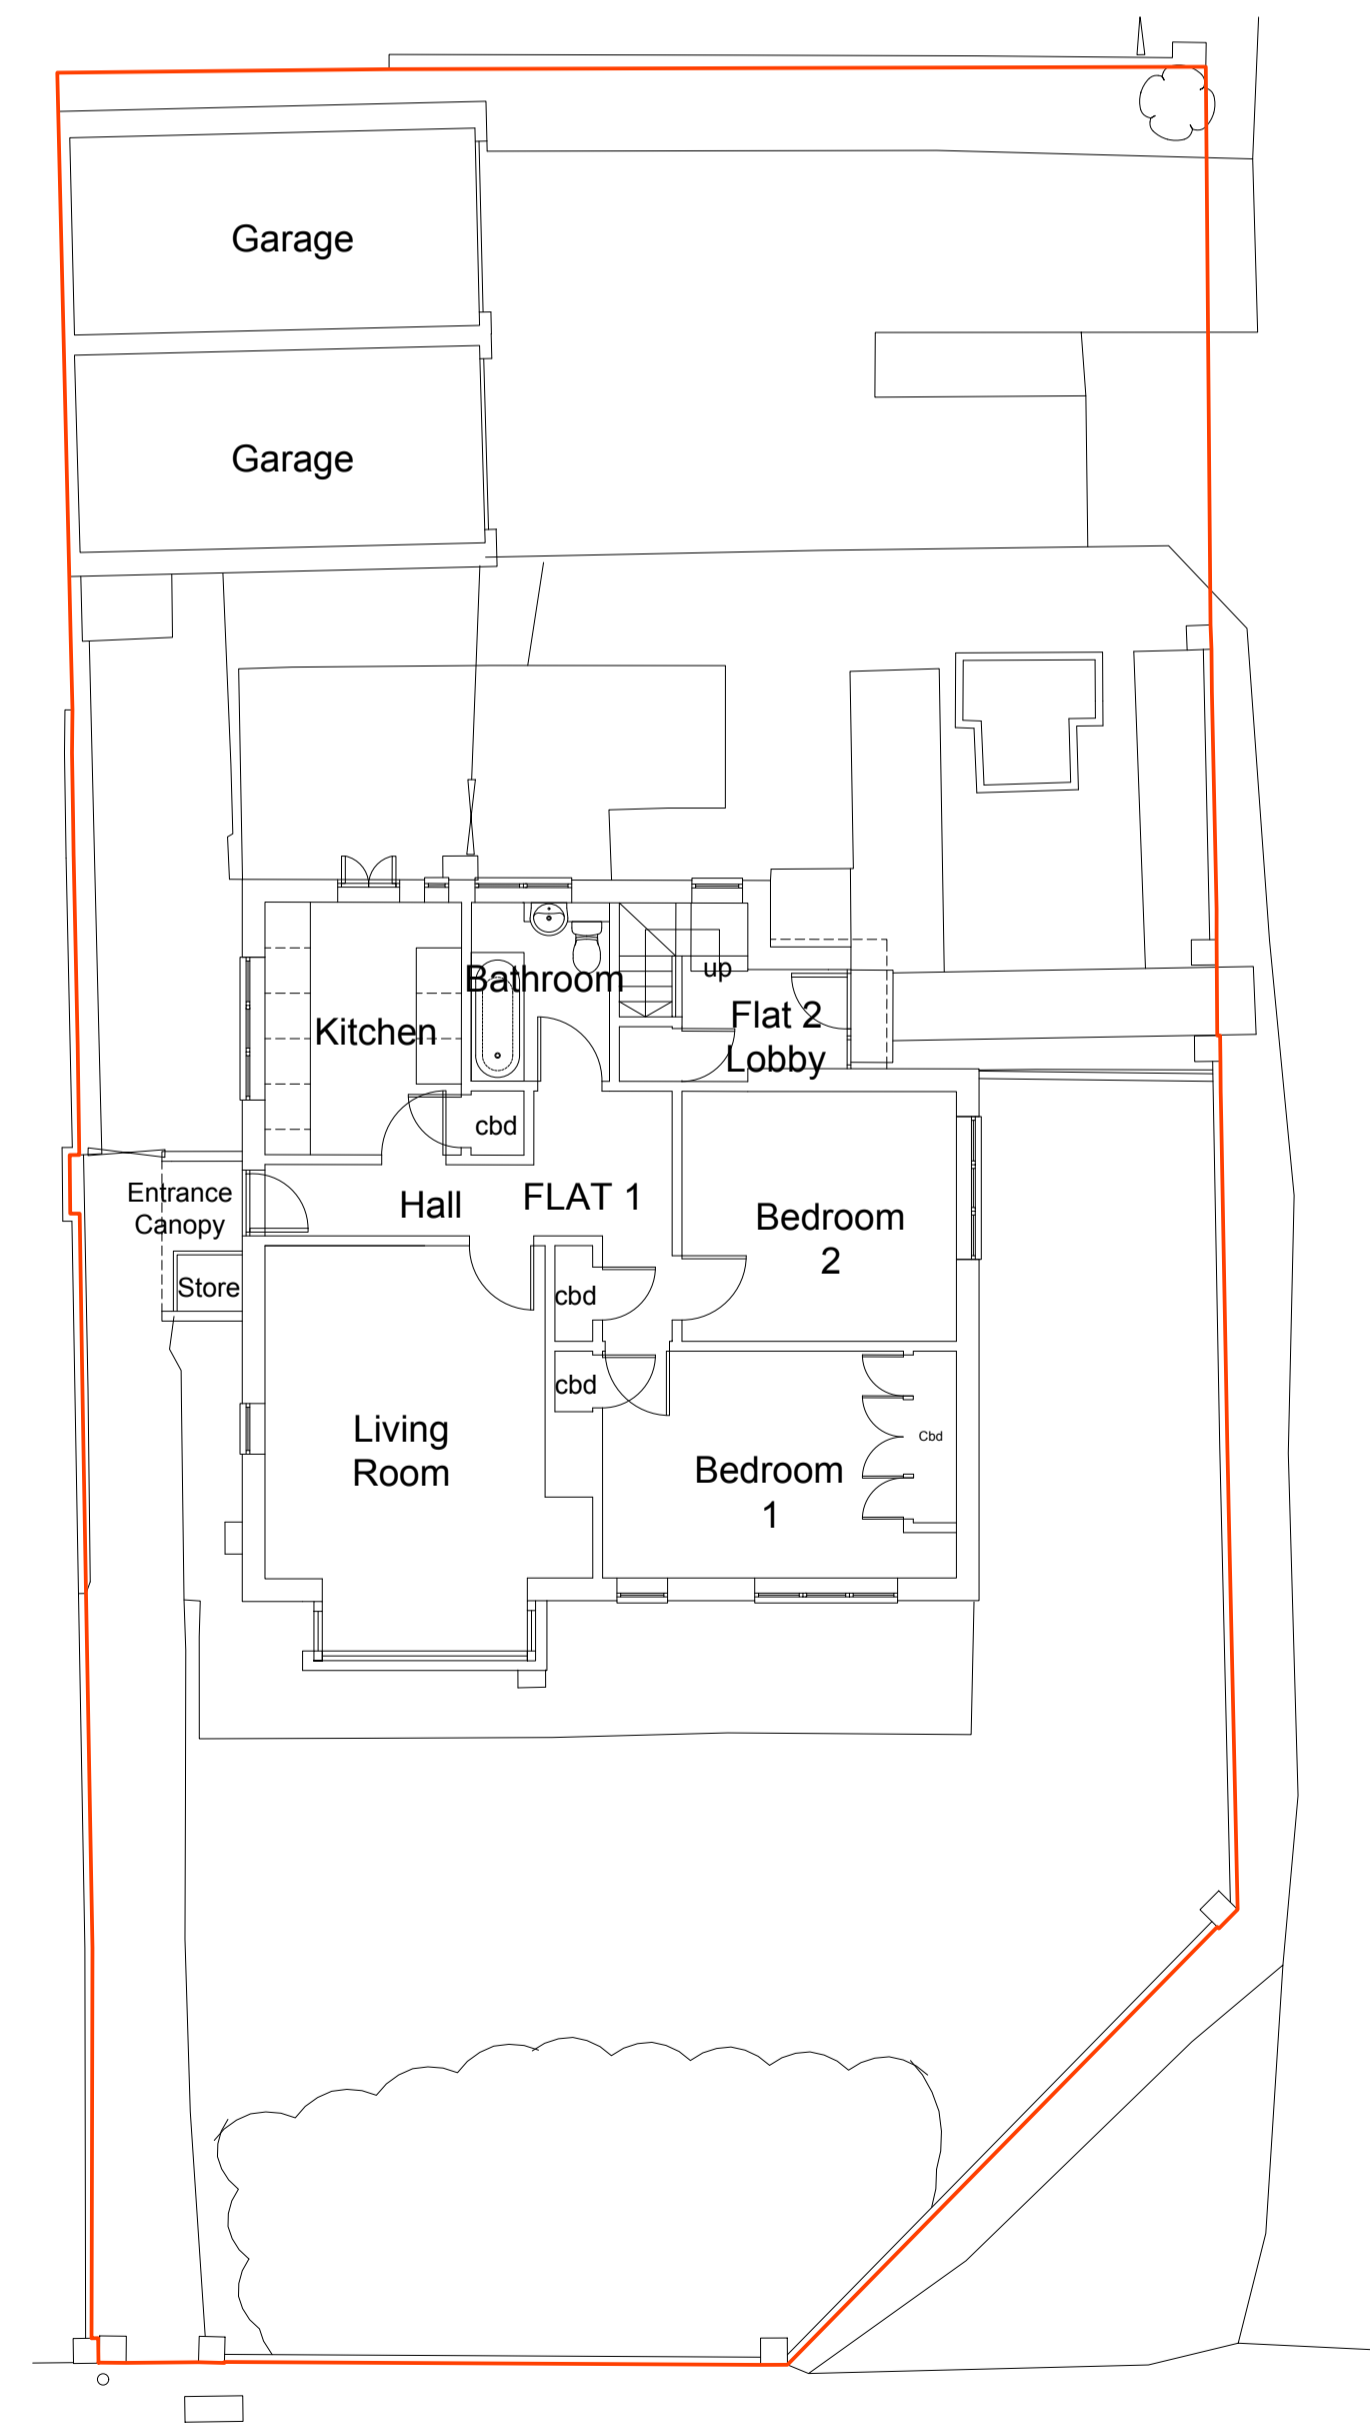 Garage
Garage
Bathroom
up
Kitchen
Flat 2
Lobby
cbd
Entrance
Canopy
Hall
FLAT 1
Bedroom
2
Store
cbd
cbd
Living
Room
Bedroom
1
Cbd